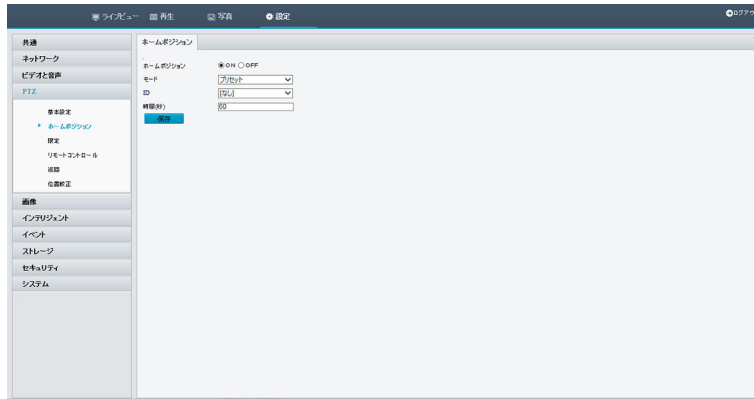 ライブビュー 再生 写真 設定 ログアウ
共通
ネットワーク
ビデオと音声
PTZ
基本設定
ホームポジション
限定
リモートコントロール
巡回
位置較正
画像
インテリジェント
イベント
ストレージ
セキュリティ
システム
ホームポジション
ホームポジション ON OFF
モード プリセット
ID [なし]
時間(秒) 60
保存